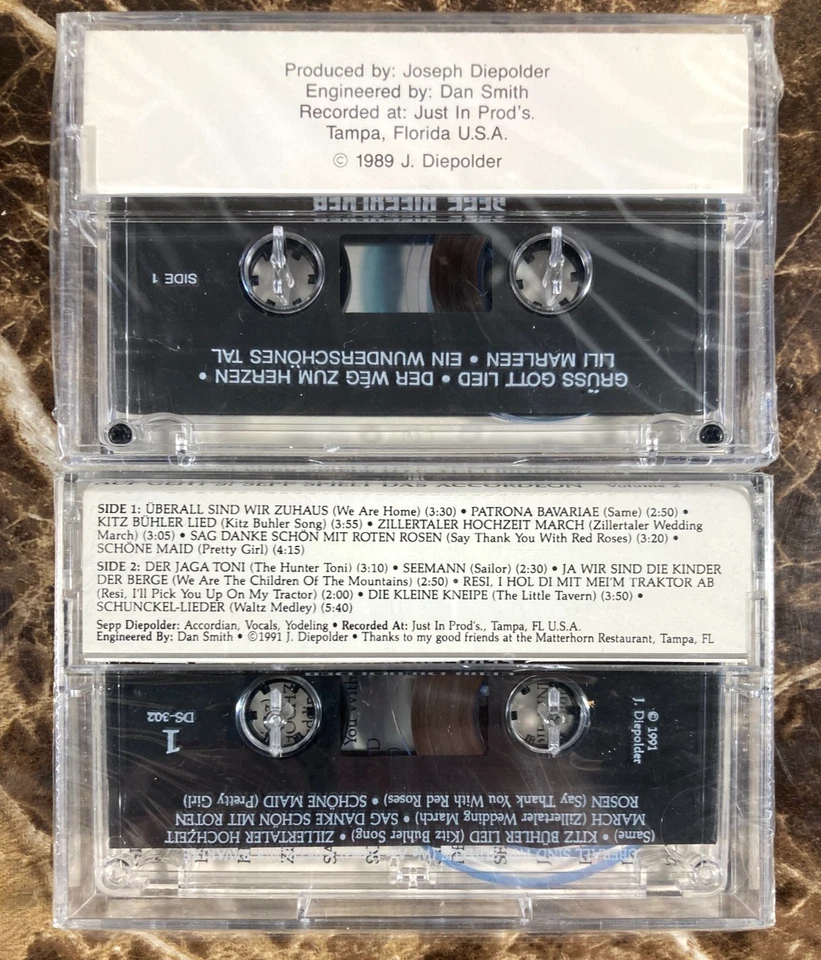 Produced by: Joseph Diepolder
Engineered by: Dan Smith
Recorded at: Just In Prod's.
Tampa, Florida U.S.A.
© 1989 J. Diepolder
SIDE 1
GRÜSS GOTT LIED • DER WEG ZUM HERZEN •
LILI MARLEEN • EIN WUNDERSCHÖNES TAL
SIDE 1: ÜBERALL SIND WIR ZUHAUS (We Are Home) (3:30) • PATRONA BAVARIAE (Same) (2:50) •
KITZ BÜHLER LIED (Kitz Buhler Song) (3:55) • ZILLERTALER HOCHZEIT MARCH (Zillertaler Wedding
March) (3:05) • SAG DANKE SCHÖN MIT ROTEN ROSEN (Say Thank You With Red Roses) (3:20) •
SCHÖNE MAID (Pretty Girl) (4:15)
SIDE 2: DER JAGA TONI (The Hunter Toni) (3:10) • SEEMANN (Sailor) (2:30) • JA WIR SIND DIE KINDER
DER BERGE (We Are The Children Of The Mountains) (2:50) • RESI, I HOL DI MIT MEI'M TRAKTOR AB
(Resi, I'll Pick You Up On My Tractor) (2:00) • DIE KLEINE KNEIPE (The Little Tavern) (3:50) •
SCHUNCKEL-LIEDER (Waltz Medley) (5:40)
Sepp Diepolder: Accordian, Vocals, Yodeling • Recorded At: Just In Prod's., Tampa, FL U.S.A.
Engineered By: Dan Smith • ©1991 J. Diepolder • Thanks to my good friends at the Matterhorn Restaurant, Tampa, FL
© 1991
J. Diepolder
1
DS-302
(Same) • KITZ BÜHLER LIED (Kitz Buhler Song) • ZILLERTALER HOCHZEIT
MARCH (Zillertaler Wedding March) • SAG DANKE SCHÖN MIT ROTEN
ROSEN (Say Thank You With Red Roses) • SCHÖNE MAID (Pretty Girl)